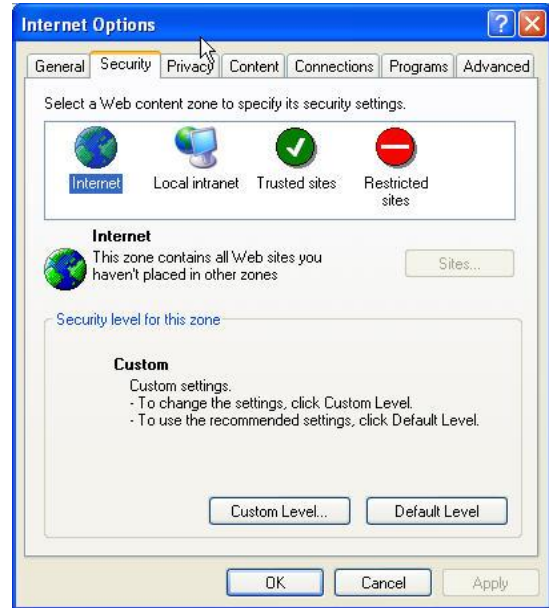 Internet Options
General Security Privacy Content Connections Programs Advanced
Select a Web content zone to specify its security settings.
Internet Local intranet Trusted sites Restricted
sites
Internet
This zone contains all Web sites you
haven't placed in other zones
Sites...
Security level for this zone
Custom
Custom settings.
- To change the settings, click Custom Level.
- To use the recommended settings, click Default Level.
Custom Level... Default Level
OK Cancel Apply